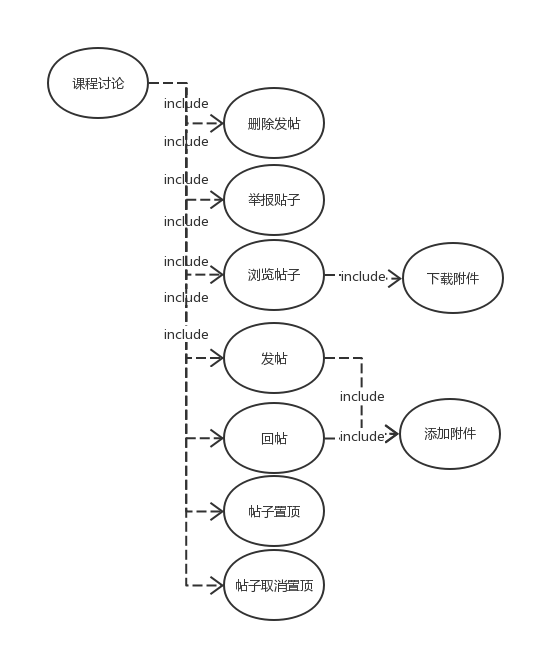 课程讨论
include
删除发帖
include
include
举报贴子
include
include
浏览帖子
include
下载附件
include
include
发帖
include
添加附件
回帖
include
帖子置顶
帖子取消置顶